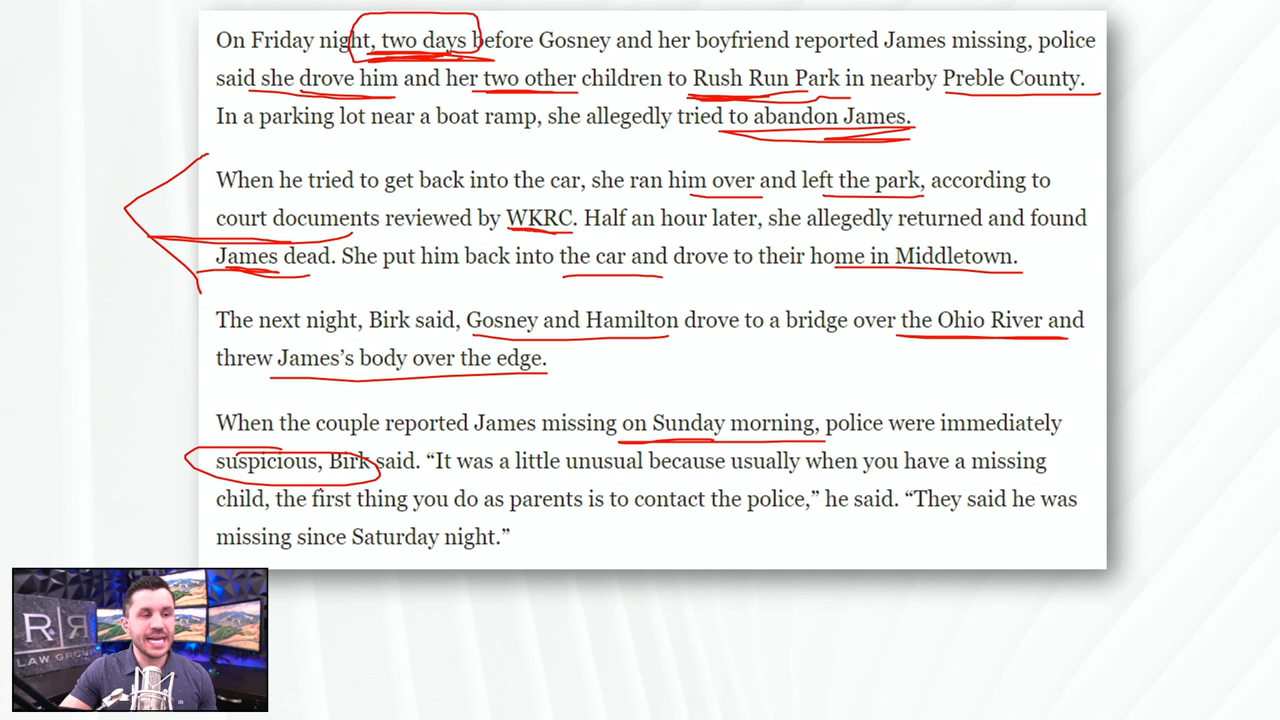 On Friday night, two days before Gosney and her boyfriend reported James missing, police
said she drove him and her two other children to Rush Run Park in nearby Preble County.
In a parking lot near a boat ramp, she allegedly tried to abandon James.
When he tried to get back into the car, she ran him over and left the park, according to
court documents reviewed by WKRC. Half an hour later, she allegedly returned and found
James dead. She put him back into the car and drove to their home in Middletown.
The next night, Birk said, Gosney and Hamilton drove to a bridge over the Ohio River and
threw James’s body over the edge.
When the couple reported James missing on Sunday morning, police were immediately
suspicious, Birk said. “It was a little unusual because usually when you have a missing
child, the first thing you do as parents is to contact the police,” he said. “They said he was
missing since Saturday night.”
R|R
LAW GROUP